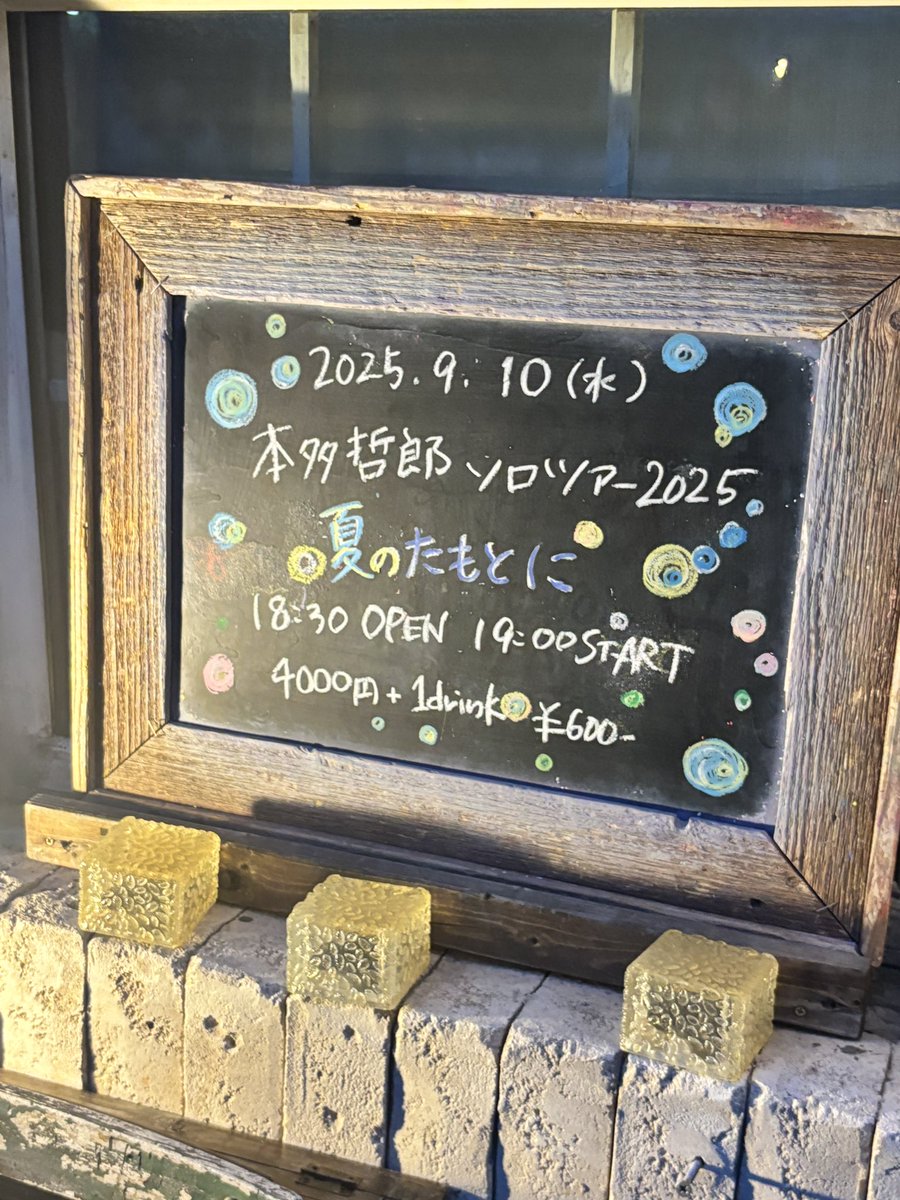 2025.9.10(水)
本多哲郎 ソロツアー2025
夏のたもとに
18:30 OPEN 19:00 START
4000円+1drink ¥600-